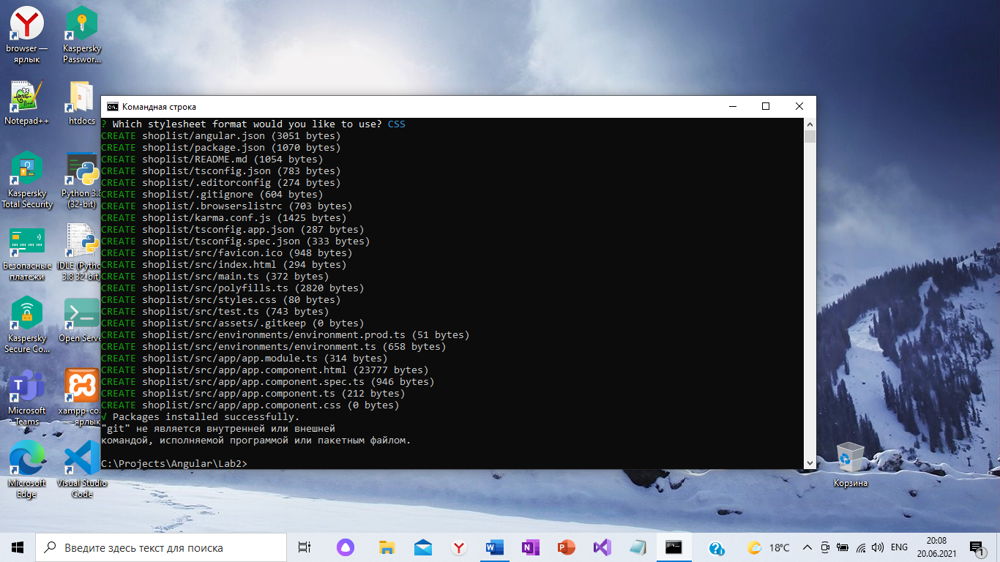 browser —
ярлык
Kaspersky
Passwor...
Notepad++
htdocs
Kaspersky
Total Security
Python 3.8
(32-bit)
Безопасные
платежи
IDLE (Python
3.8 32-bit)
Kaspersky
Secure Co...
Open Serve
Microsoft
Teams
xampp-co...
— ярлык
Microsoft
Edge
Visual Studio
Code
Командная строка
? Which stylesheet format would you like to use? CSS
CREATE shoplist/angular.json (3051 bytes)
CREATE shoplist/package.json (1070 bytes)
CREATE shoplist/README.md (1054 bytes)
CREATE shoplist/tsconfig.json (783 bytes)
CREATE shoplist/.editorconfig (274 bytes)
CREATE shoplist/.gitignore (604 bytes)
CREATE shoplist/.browserslistrc (703 bytes)
CREATE shoplist/karma.conf.js (1425 bytes)
CREATE shoplist/tsconfig.app.json (287 bytes)
CREATE shoplist/tsconfig.spec.json (333 bytes)
CREATE shoplist/src/favicon.ico (948 bytes)
CREATE shoplist/src/index.html (294 bytes)
CREATE shoplist/src/main.ts (372 bytes)
CREATE shoplist/src/polyfills.ts (2820 bytes)
CREATE shoplist/src/styles.css (80 bytes)
CREATE shoplist/src/test.ts (743 bytes)
CREATE shoplist/src/assets/.gitkeep (0 bytes)
CREATE shoplist/src/environments/environment.prod.ts (51 bytes)
CREATE shoplist/src/environments/environment.ts (658 bytes)
CREATE shoplist/src/app/app.module.ts (314 bytes)
CREATE shoplist/src/app/app.component.html (23777 bytes)
CREATE shoplist/src/app/app.component.spec.ts (946 bytes)
CREATE shoplist/src/app/app.component.ts (212 bytes)
CREATE shoplist/src/app/app.component.css (0 bytes)
√ Packages installed successfully.
"git" не является внутренней или внешней
командой, исполняемой программой или пакетным файлом.
C:\Projects\Angular\Lab2>
Корзина
Введите здесь текст для поиска
18°C
ENG
20:08
20.06.2021
1